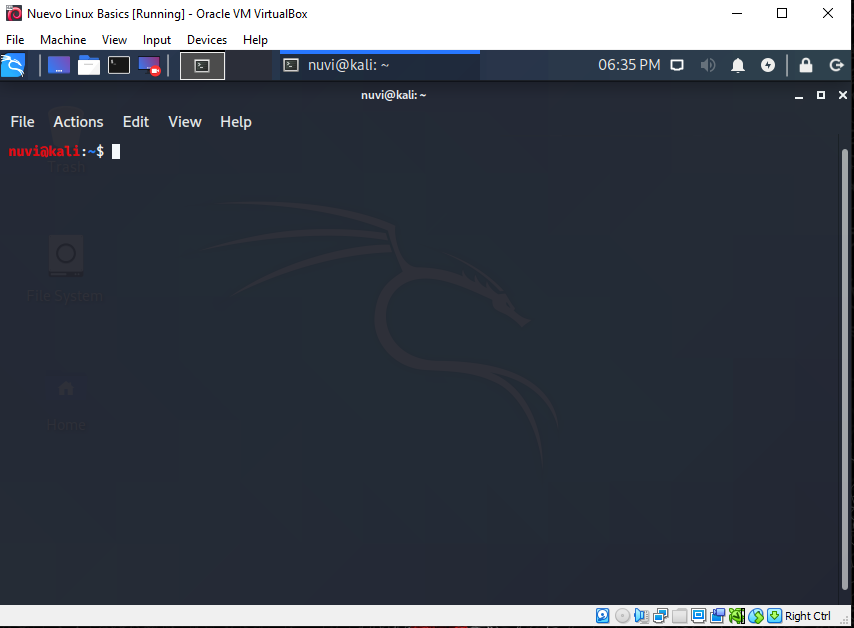 Nuevo Linux Basics [Running] - Oracle VM VirtualBox
File Machine View Input Devices Help
nuvi@kali: ~ 06:35 PM
nuvi@kali: ~
File Actions Edit View Help
nuvi@kali:~$
Trash
File System
Home
Right Ctrl